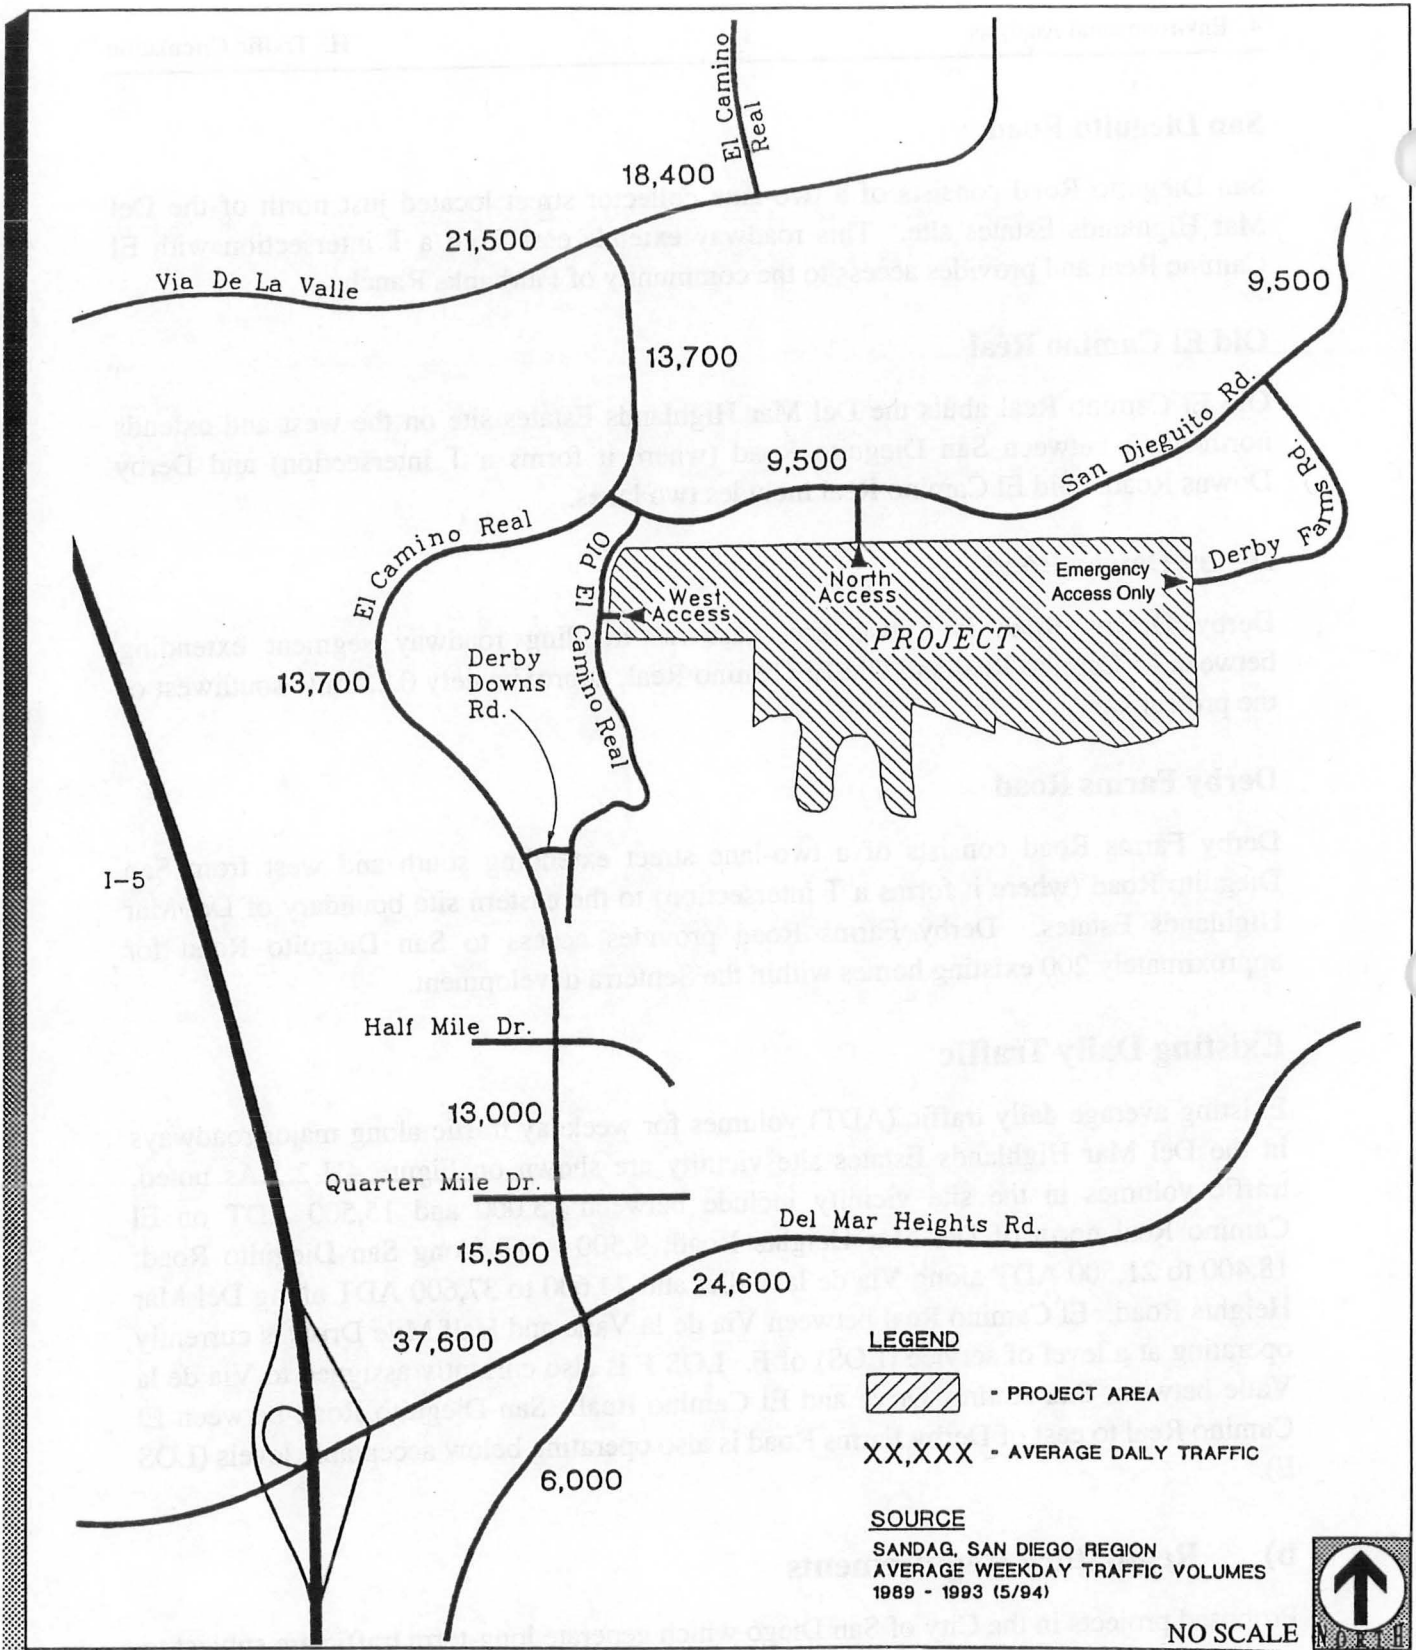 El Camino
Real
18,400
21,500
Via De La Valle
9,500
13,700
San Dieguito Rd.
9,500
Derby Farms Rd.
El Camino Real
Old El Camino Real
North
Access
West
Access
Emergency
Access Only
PROJECT
13,700
Derby
Downs
Rd.
I-5
Half Mile Dr.
13,000
Quarter Mile Dr.
Del Mar Heights Rd.
15,500
24,600
37,600
6,000
LEGEND
- PROJECT AREA
XX,XXX - AVERAGE DAILY TRAFFIC
SOURCE
SANDAG, SAN DIEGO REGION
AVERAGE WEEKDAY TRAFFIC VOLUMES
1989 - 1993 (5/94)
NO SCALE
NORTH